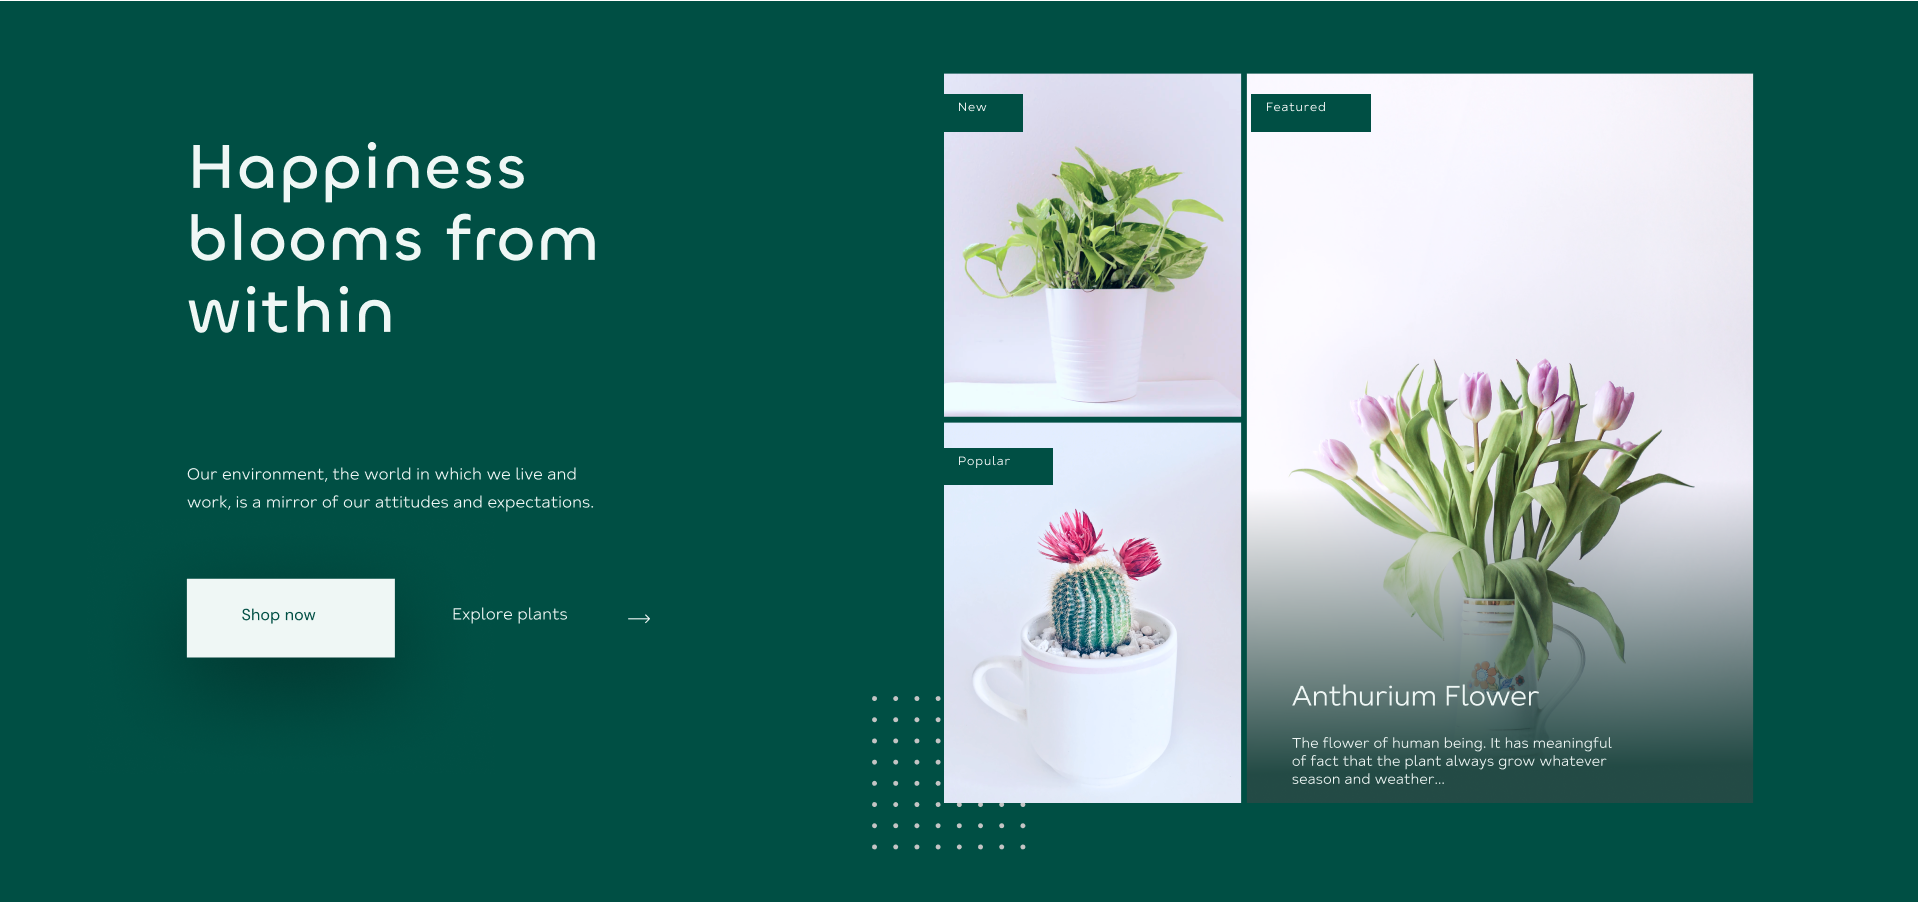 Happiness
blooms from
within
Our environment, the world in which we live and
work, is a mirror of our attitudes and expectations.
Shop now
Explore plants
New
Popular
Featured
Anthurium Flower
The flower of human being. It has meaningful
of fact that the plant always grow whatever
season and weather...